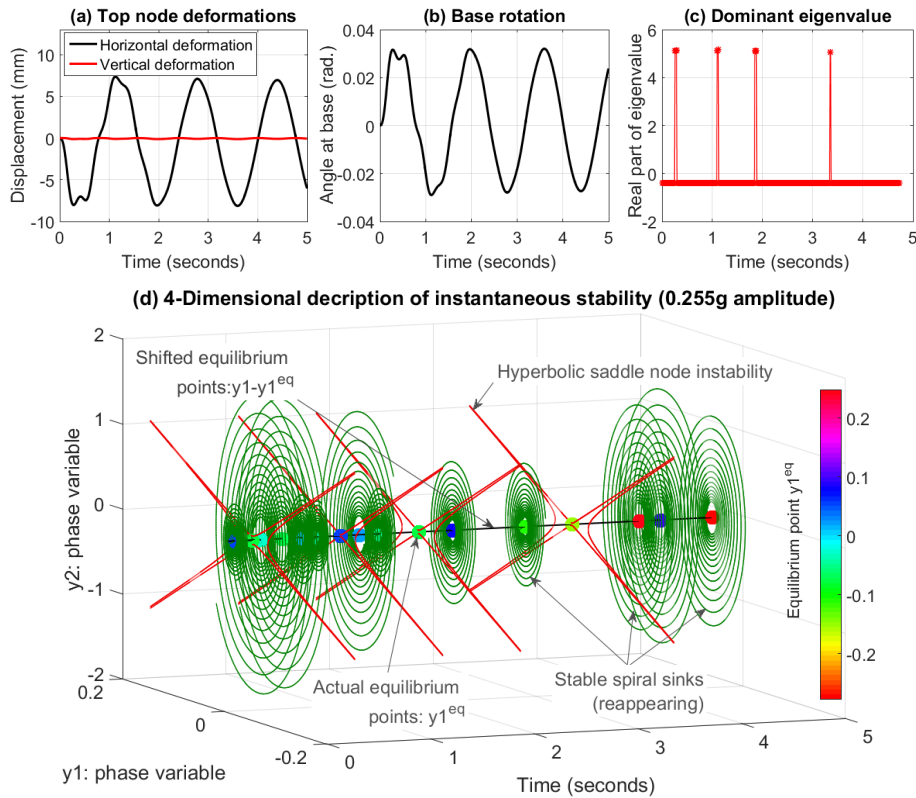 (a) Top node deformations
Displacement (mm)
10
5
0
-5
-10
Horizontal deformation
Vertical deformation
0 1 2 3 4 5
Time (seconds)
(b) Base rotation
Angle at base (rad.)
0.04
0.02
0
-0.02
-0.04
0 1 2 3 4 5
Time (seconds)
(c) Dominant eigenvalue
Real part of eigenvalue
6
4
2
0
-2
0 1 2 3 4 5
Time (seconds)
(d) 4-Dimensional decription of instantaneous stability (0.255g amplitude)
y2: phase variable
2
1
0
-1
-2
Shifted equilibrium
points:y1-y1^eq
Hyperbolic saddle node instability
Actual equilibrium
points: y1^eq
Stable spiral sinks
(reappearing)
0.2
0
-0.2
y1: phase variable
0 1 2 3 4 5
Time (seconds)
Equilibrium point y1^eq
0.2
0.1
0
-0.1
-0.2